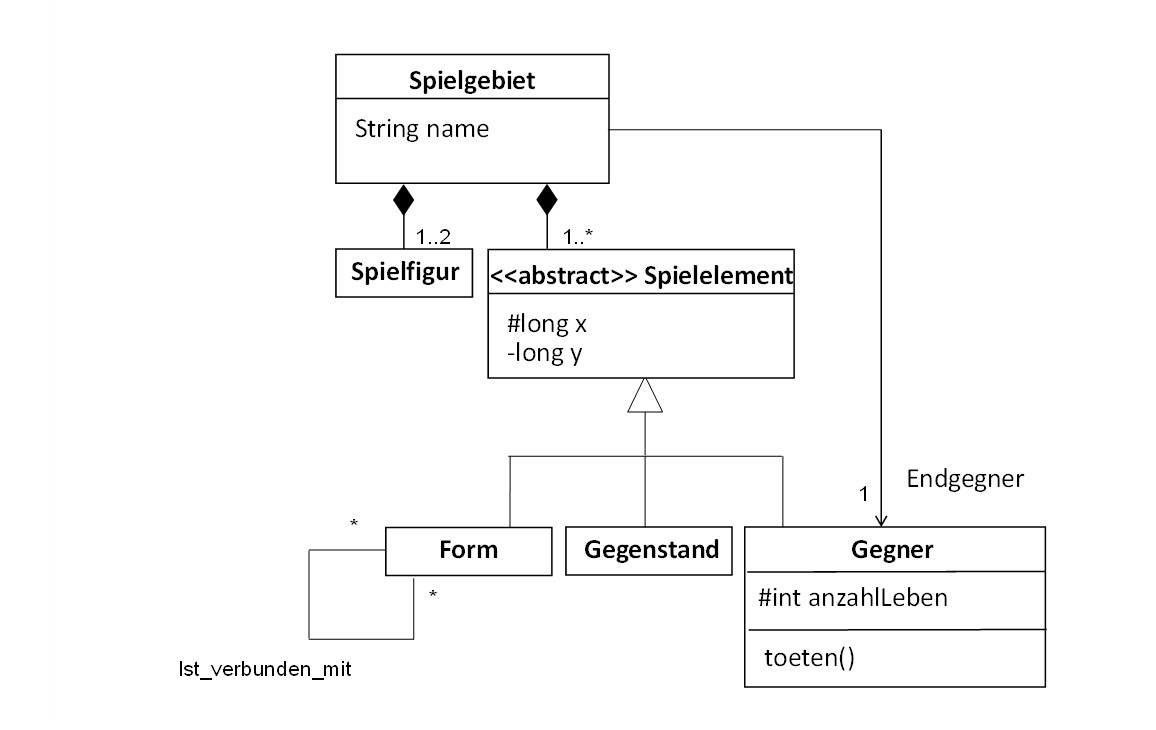 Spielgebiet
String name
1..2
1..*
Spielfigur
<<abstract>> Spielelement
#long x
-long y
Endgegner
1
*
Form
Gegenstand
Gegner
*
#int anzahlLeben
toeten()
Ist_verbunden_mit